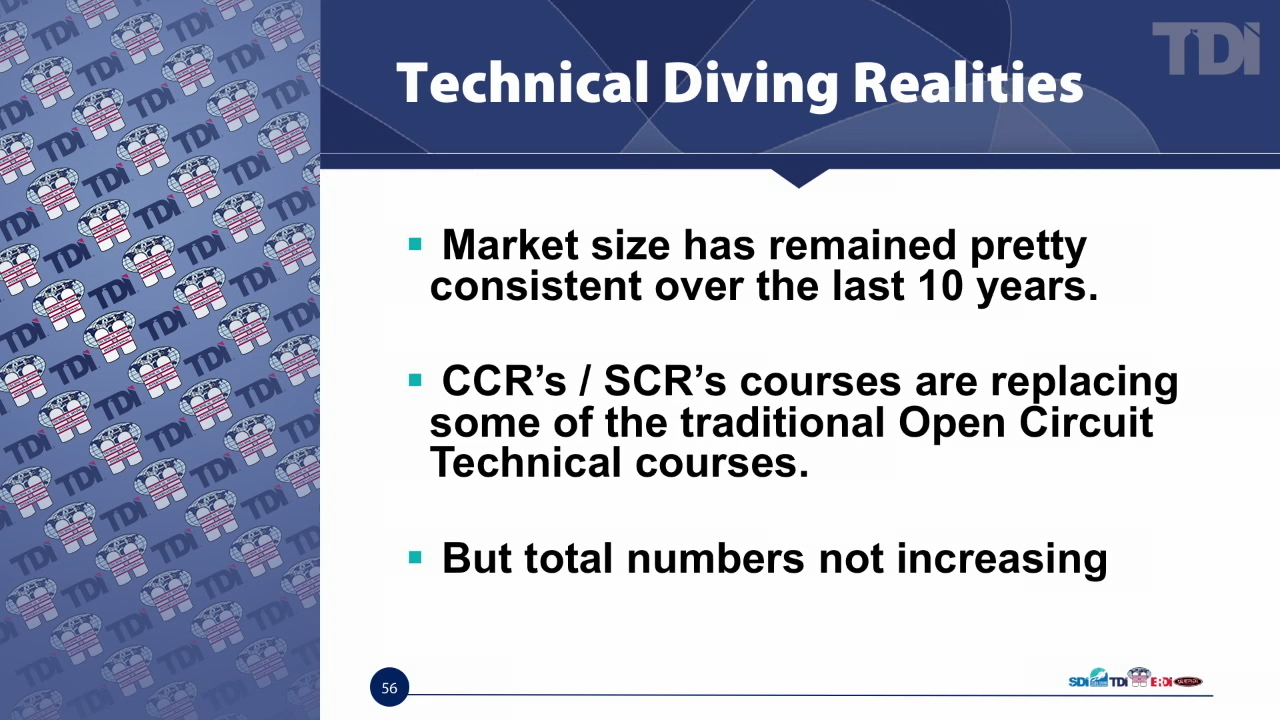 TDI
Technical Diving Realities
▪ Market size has remained pretty
consistent over the last 10 years.
▪ CCR’s / SCR’s courses are replacing
some of the traditional Open Circuit
Technical courses.
▪ But total numbers not increasing
56
SDI TDI ERDI